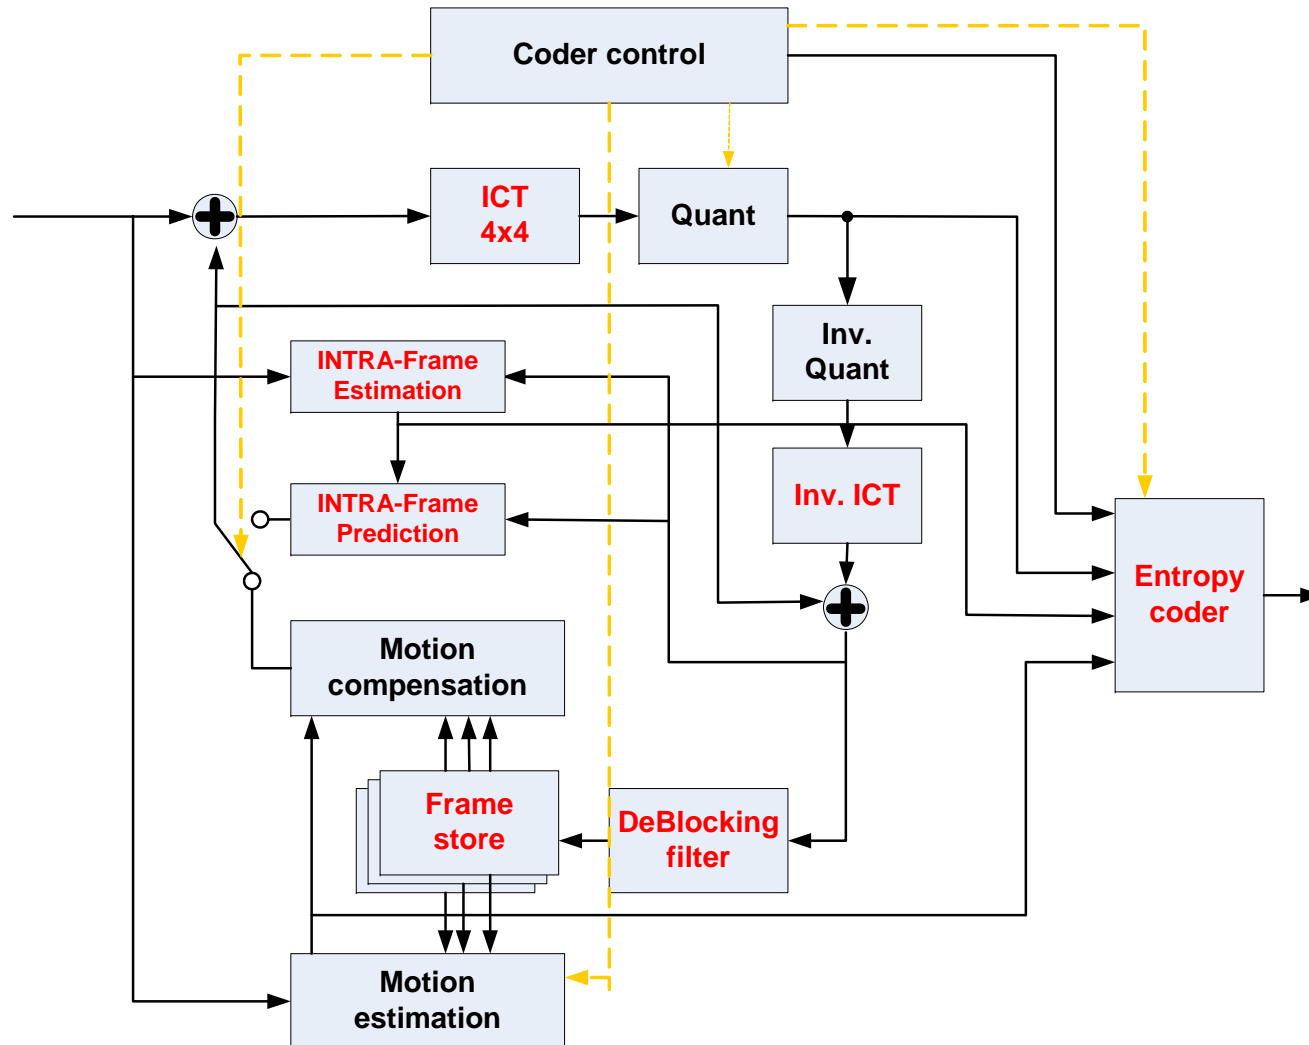 Coder control
ICT
4x4
Quant
Inv.
Quant
INTRA-Frame
Estimation
Inv. ICT
INTRA-Frame
Prediction
Entropy
coder
Motion
compensation
Frame
store
DeBlocking
filter
Motion
estimation